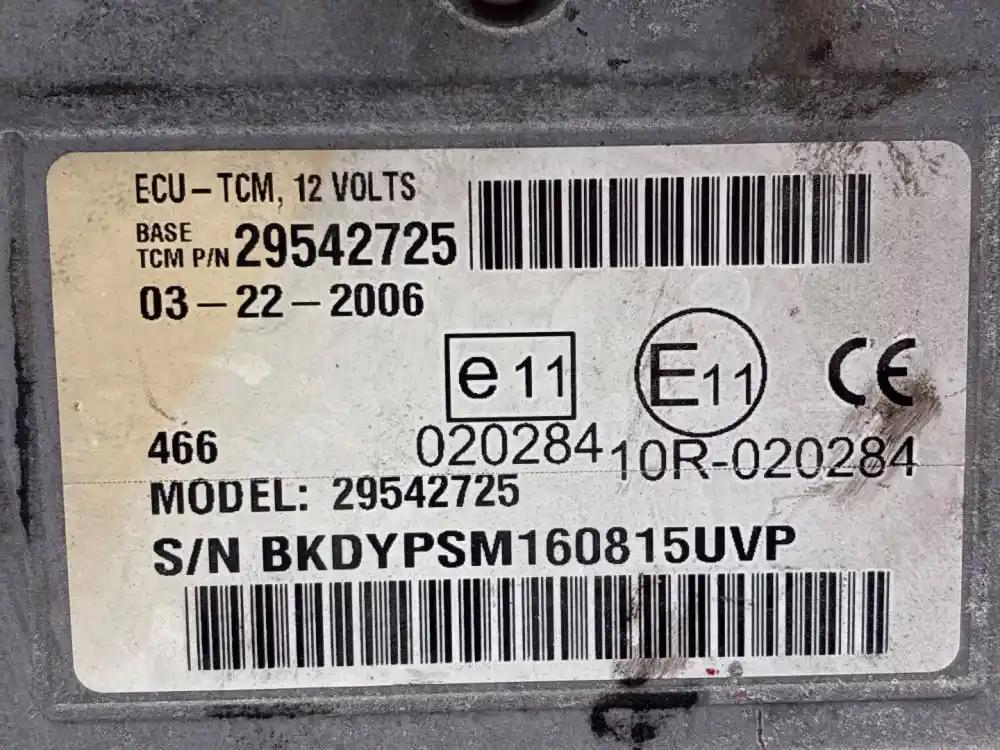 ECU – TCM, 12 VOLTS
BASE
TCM P/N 29542725
03 – 22 – 2006
e 11
E11
CE
466
020284
10R-020284
MODEL: 29542725
S/N BKDYPSM160815UVP